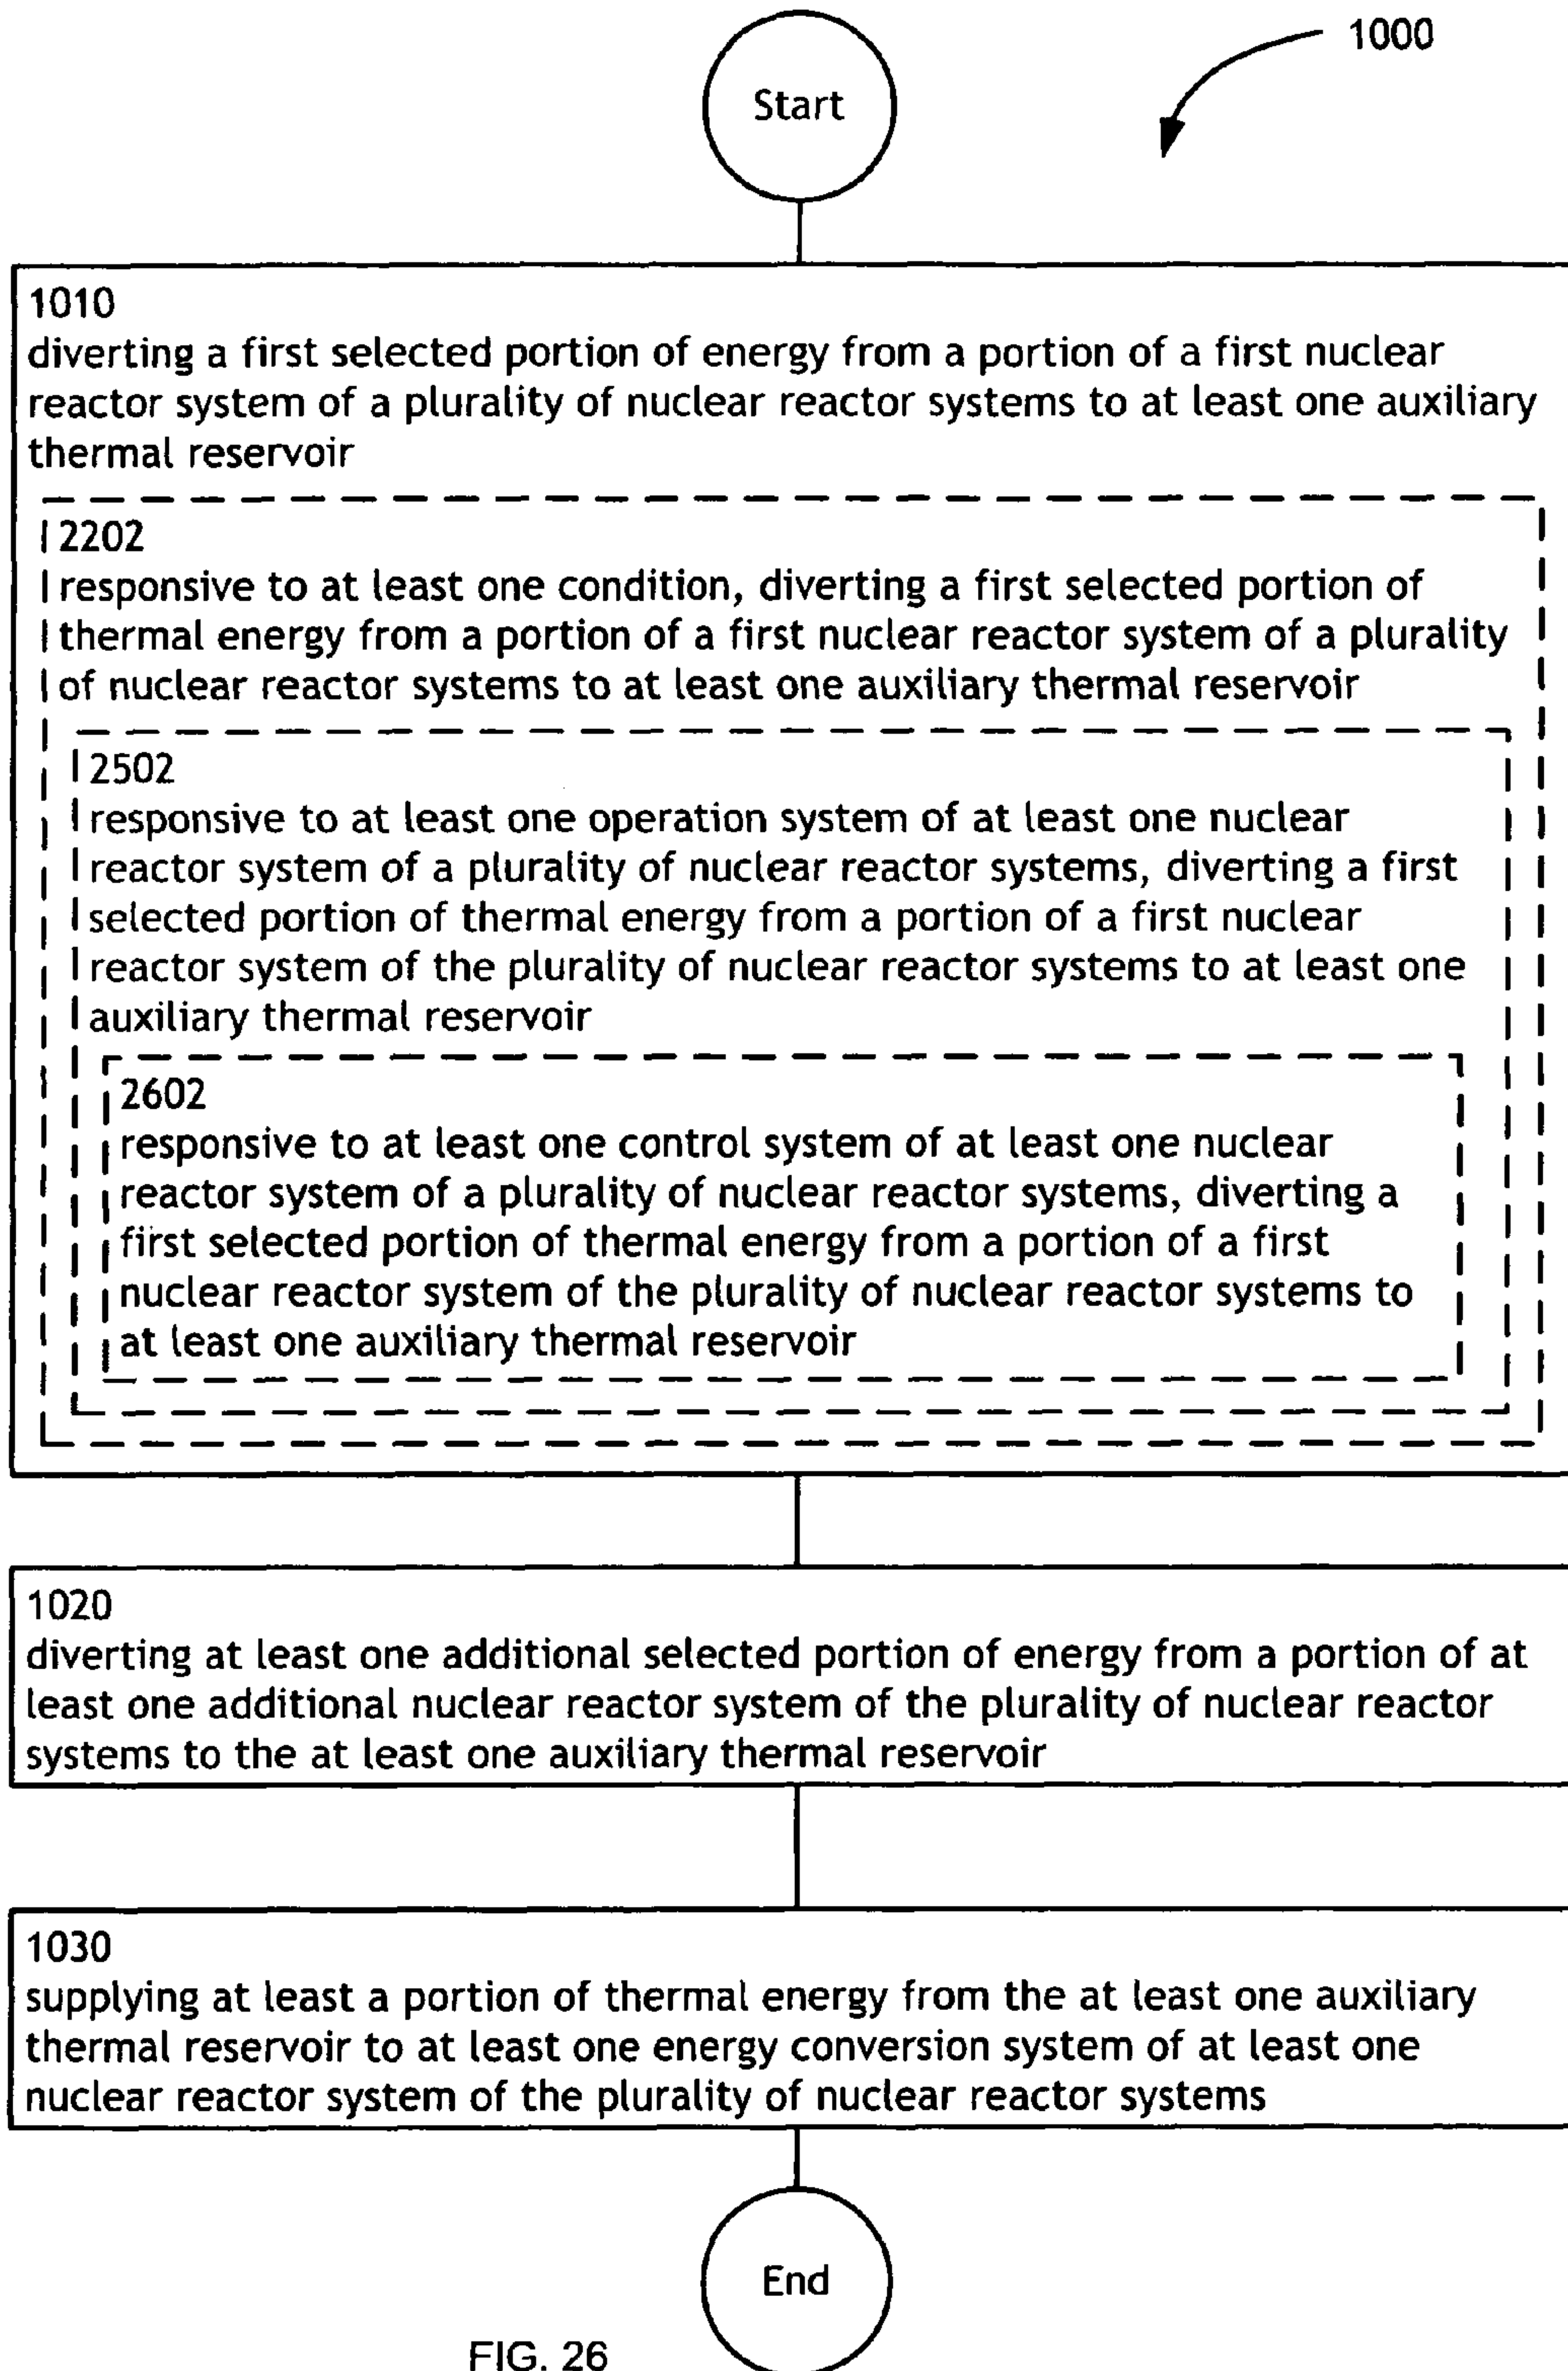 1000
Start
1010
diverting a first selected portion of energy from a portion of a first nuclear
reactor system of a plurality of nuclear reactor systems to at least one auxiliary
thermal reservoir
2202
responsive to at least one condition, diverting a first selected portion of
thermal energy from a portion of a first nuclear reactor system of a plurality
of nuclear reactor systems to at least one auxiliary thermal reservoir
2502
responsive to at least one operation system of at least one nuclear
reactor system of a plurality of nuclear reactor systems, diverting a first
selected portion of thermal energy from a portion of a first nuclear
reactor system of the plurality of nuclear reactor systems to at least one
auxiliary thermal reservoir
2602
responsive to at least one control system of at least one nuclear
reactor system of a plurality of nuclear reactor systems, diverting a
first selected portion of thermal energy from a portion of a first
nuclear reactor system of the plurality of nuclear reactor systems to
at least one auxiliary thermal reservoir
1020
diverting at least one additional selected portion of energy from a portion of at
least one additional nuclear reactor system of the plurality of nuclear reactor
systems to the at least one auxiliary thermal reservoir
1030
supplying at least a portion of thermal energy from the at least one auxiliary
thermal reservoir to at least one energy conversion system of at least one
nuclear reactor system of the plurality of nuclear reactor systems
End
FIG. 26